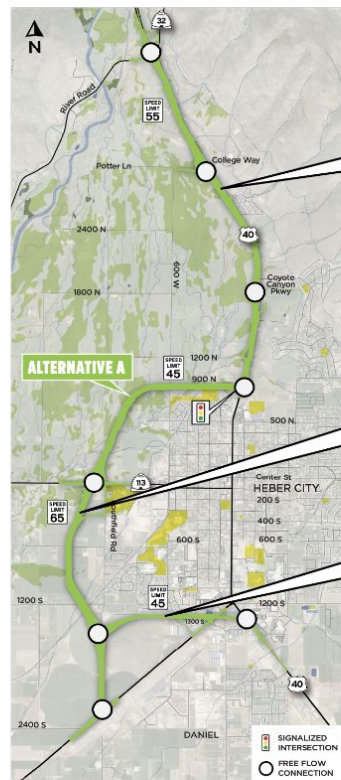 N
32
River Road
SPEED
LIMIT
55
Potter Ln
College Way
2400 N
40
600 W
Coyote
Canyon
Pkwy
1800 N
1200 N
SPEED
LIMIT
45
900 N
ALTERNATIVE A
500 N.
Center St
HEBER CITY
113
200 S
SPEED
LIMIT
65
400 S
Southfield Rd
600 S
600 S
SPEED
LIMIT
45
1200 S
1200 S
1300 S
40
2400 S
DANIEL
SIGNALIZED
INTERSECTION
FREE FLOW
CONNECTION